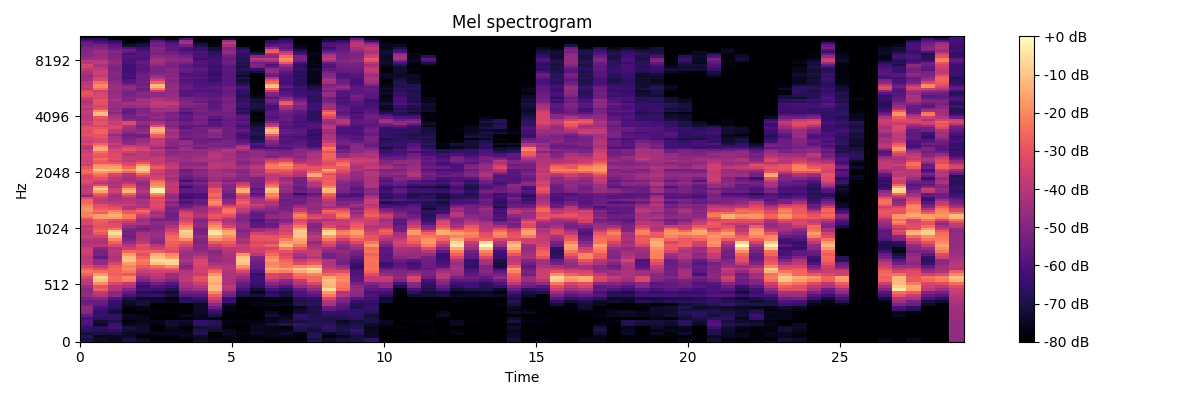 Mel spectrogram
8192
4096
2048
1024
512
0
Hz
0 5 10 15 20 25
Time
+0 dB
-10 dB
-20 dB
-30 dB
-40 dB
-50 dB
-60 dB
-70 dB
-80 dB